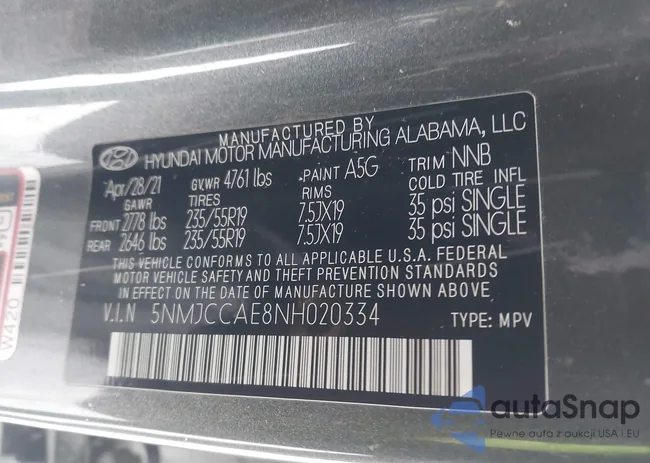 MANUFACTURED BY
HYUNDAI MOTOR MANUFACTURING ALABAMA, LLC
Apr/28/21 GVWR 4761 lbs PAINT A5G TRIM NNB
GAWR TIRES RIMS COLD TIRE INFL
FRONT 2778 lbs 235/55R19 7.5JX19 35 psi SINGLE
REAR 2646 lbs 235/55R19 7.5JX19 35 psi SINGLE
THIS VEHICLE CONFORMS TO ALL APPLICABLE U.S.A. FEDERAL
MOTOR VEHICLE SAFETY AND THEFT PREVENTION STANDARDS
IN EFFECT ON THE DATE OF MANUFACTURE SHOWN ABOVE.
V.I.N 5NMJCCAE8NH020334 TYPE: MPV
W420
autoSnap
Pewne auta z aukcji USA i EU